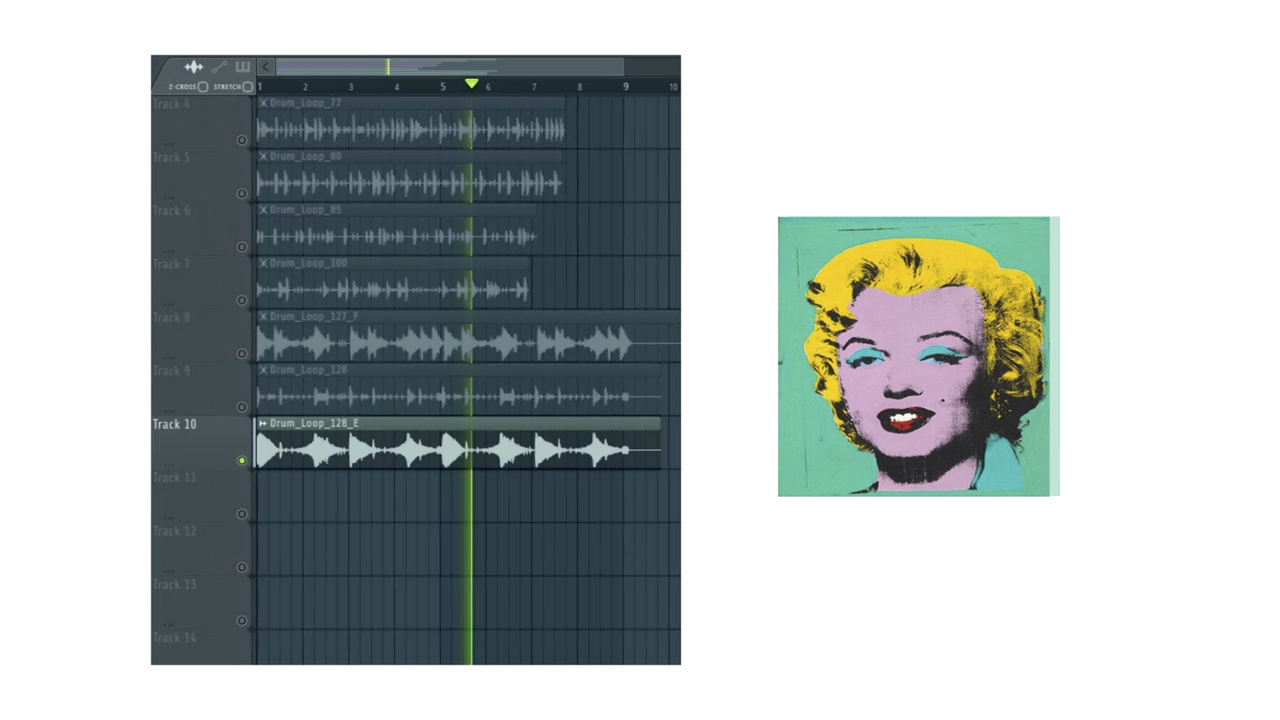 Z-CROSS STRETCH 1 2 3 4 5 6 7 8 9 10
Track 4 Drum_Loop_77
...
Track 5 Drum_Loop_80
...
Track 6 Drum_Loop_85
...
Track 7 Drum_Loop_100
...
Track 8 Drum_Loop_127_F
...
Track 9 Drum_Loop_128
...
Track 10 Drum_Loop_128_E
...
Track 11
...
Track 12
...
Track 13
...
Track 14